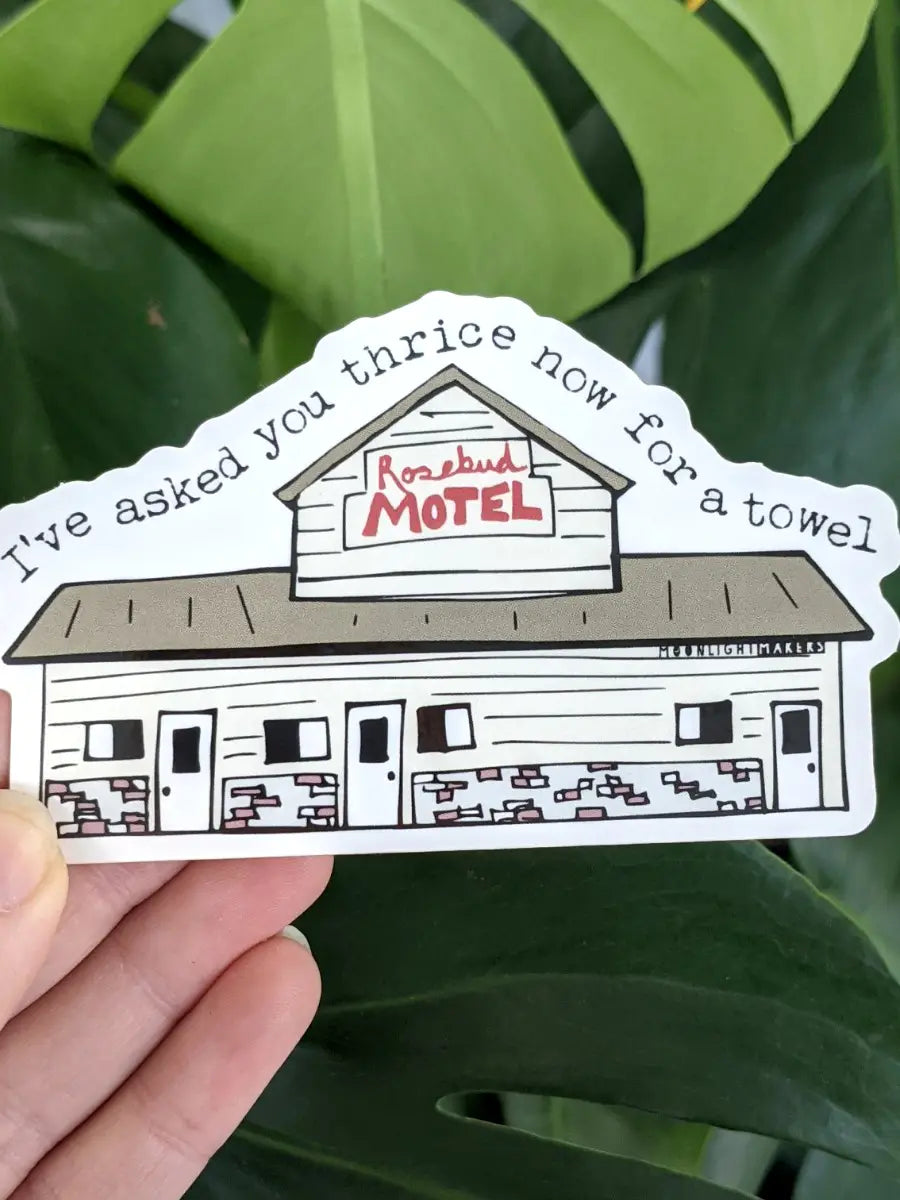 I've asked you thrice now for a towel
Rosebud
MOTEL
MOONLIGHTMAKERS